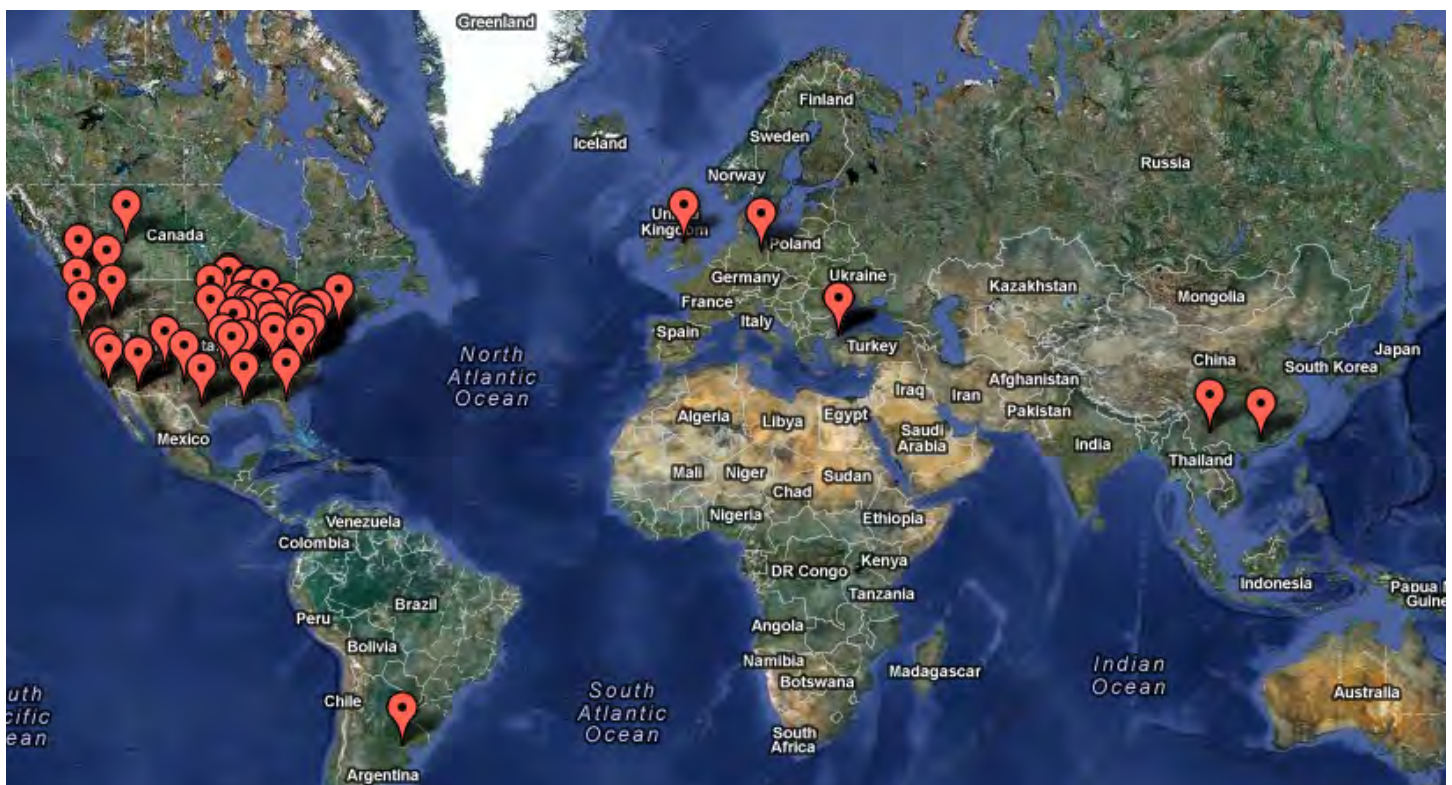 Greenland
Finland
Iceland
Sweden
Russia
Norway
United
Kingdom
Canada
Poland
Germany
Ukraine
Kazakhstan
Mongolia
France
Italy
Spain
Turkey
North
Atlantic
Ocean
China
Japan
South Korea
Afghanistan
Iraq
Iran
Pakistan
Algeria
Libya
Egypt
Saudi
Arabia
India
Mexico
Mali
Niger
Sudan
Thailand
Chad
Venezuela
Nigeria
Ethiopia
Colombia
Kenya
DR Congo
Indonesia
Papua N
Guine
Tanzania
Brazil
Peru
Angola
Bolivia
Namibia
Botswana
Madagascar
Indian
Ocean
Australia
Chile
South
Atlantic
Ocean
uth
cific
ean
South
Africa
Argentina